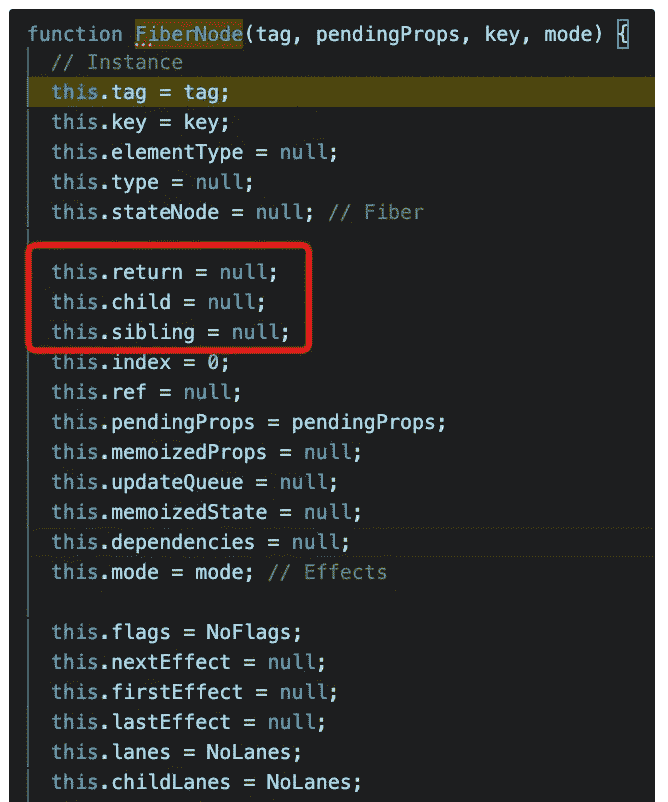 function FiberNode(tag, pendingProps, key, mode) {
// Instance
this.tag = tag;
this.key = key;
this.elementType = null;
this.type = null;
this.stateNode = null; // Fiber
this.return = null;
this.child = null;
this.sibling = null;
this.index = 0;
this.ref = null;
this.pendingProps = pendingProps;
this.memoizedProps = null;
this.updateQueue = null;
this.memoizedState = null;
this.dependencies = null;
this.mode = mode; // Effects
this.flags = NoFlags;
this.nextEffect = null;
this.firstEffect = null;
this.lastEffect = null;
this.lanes = NoLanes;
this.childLanes = NoLanes;